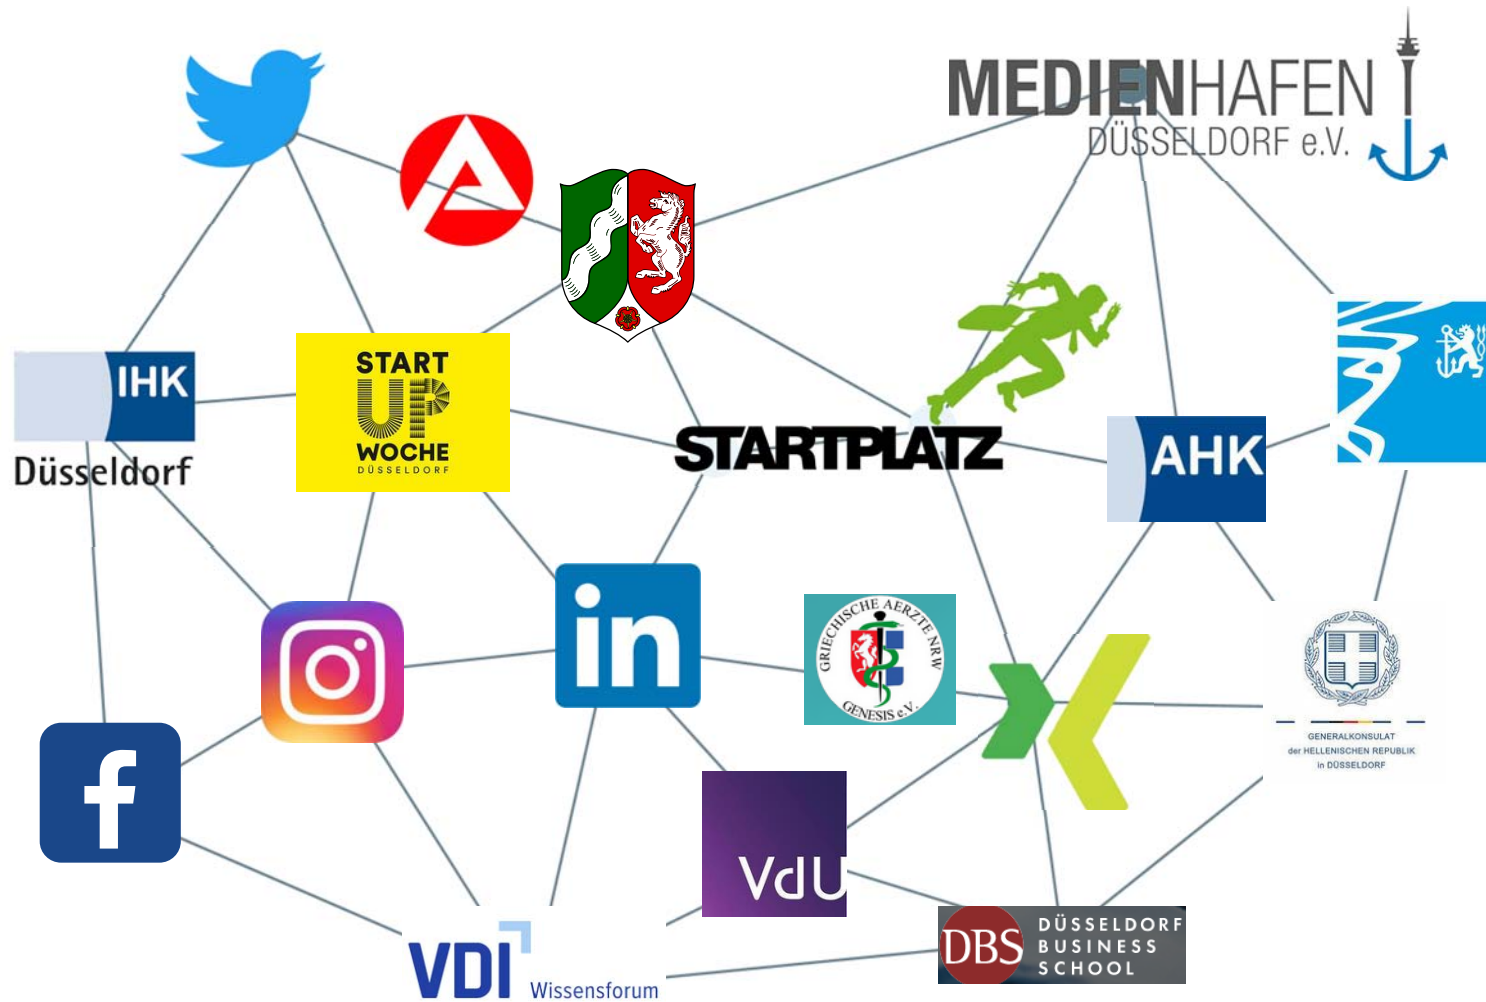 MEDIENHAFEN
DÜSSELDORF e.V.
IHK
Düsseldorf
START
UP
WOCHE
DÜSSELDORF
STARTPLATZ
AHK
in
GRIECHISCHE AERZTE NRW
GENESIS e.V.
GENERALKONSULAT
der HELLENISCHEN REPUBLIK
in DÜSSELDORF
f
VdU
VDI
Wissensforum
DBS
DÜSSELDORF
BUSINESS
SCHOOL